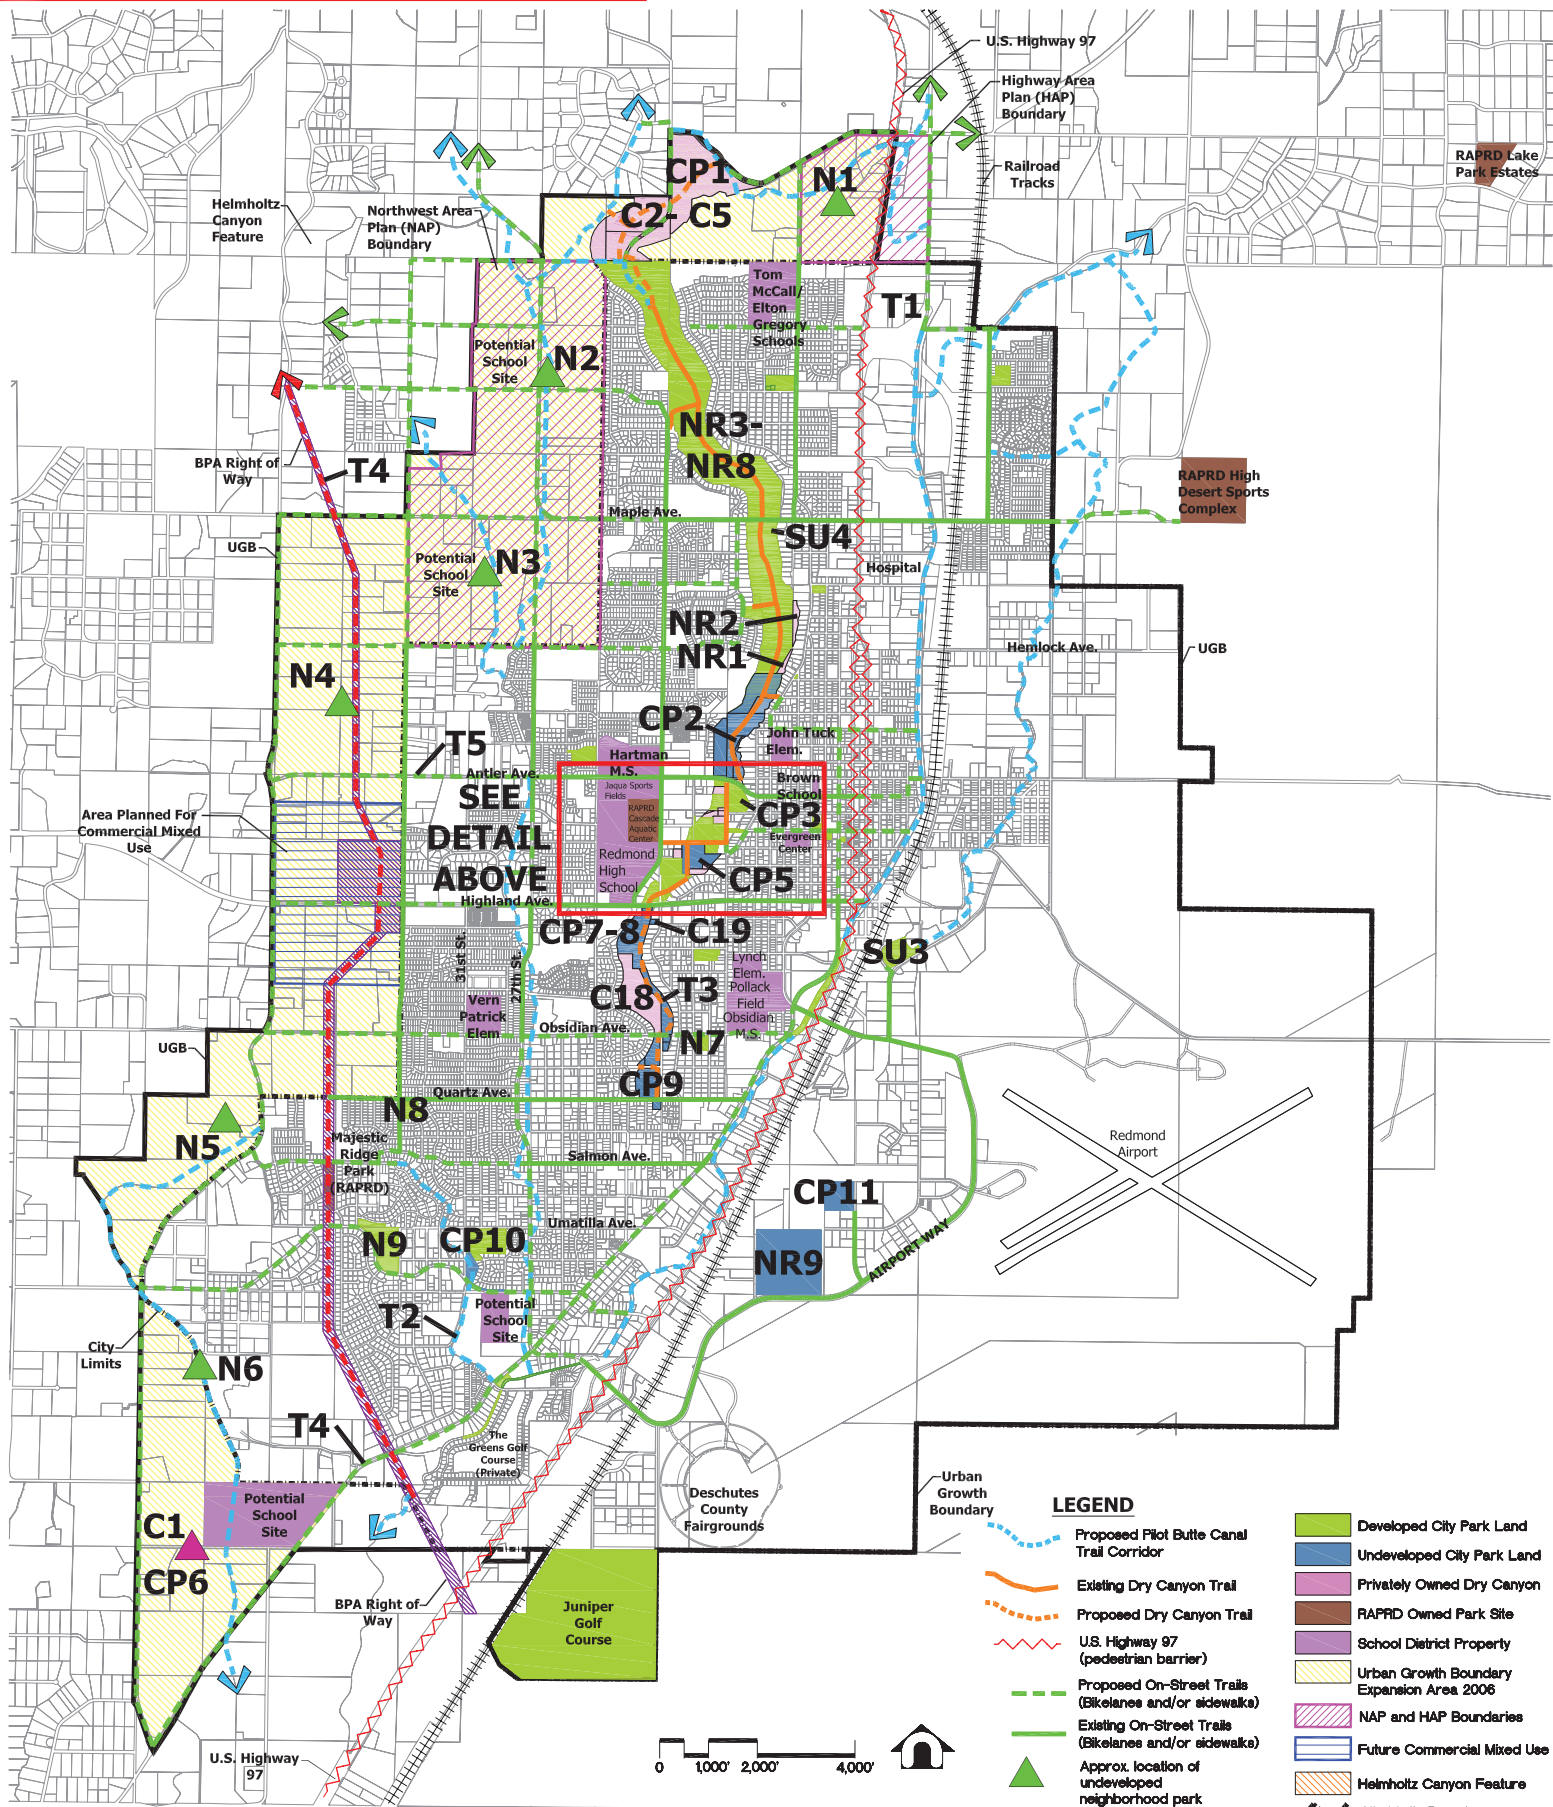 U.S. Highway 97
Highway Area
Plan (HAP)
Boundary
Railroad
Tracks
RAPRD Lake
Park Estates
CP1
N1
C2- C5
Helmholtz
Canyon
Feature
Northwest Area
Plan (NAP)
Boundary
Tom
McCall/
Elton
Gregory
Schools
T1
Potential
School
Site
N2
NR3-
NR8
BPA Right of
Way
T4
RAPRD High
Desert Sports
Complex
Maple Ave.
SU4
UGB
Potential
School
Site
N3
Hospital
NR2
NR1
Hemlock Ave.
UGB
N4
CP2
John Tuck
Elem.
T5
Hartman
M.S.
Antler Ave.
SEE
DETAIL
ABOVE
Jaqua Sports
Fields
RAPRD
Cascade
Aquatic
Center
Brown
School
CP3
Evergreen
Center
Area Planned For
Commercial Mixed
Use
Redmond
High
School
CP5
Highland Ave.
CP7-8
C19
SU3
31st St.
27th St.
Lynch
Elem.
Pollack
Field
Obsidian
M.S.
C18
T3
Vern
Patrick
Elem
Obsidian Ave.
N7
UGB
CP9
Quartz Ave.
N8
N5
Majestic
Ridge
Park
(RAPRD)
Salmon Ave.
Redmond
Airport
CP11
Umatilla Ave.
N9
CP10
NR9
AIRPORT WAY
T2
Potential
School
Site
City
Limits
N6
T4
The
Greens Golf
Course
(Private)
Deschutes
County
Fairgrounds
Urban
Growth
Boundary
Potential
School
Site
C1
CP6
BPA Right of
Way
Juniper
Golf
Course
U.S. Highway
97
0 1,000' 2,000' 4,000'
LEGEND
Proposed Pilot Butte Canal
Trail Corridor
Existing Dry Canyon Trail
Proposed Dry Canyon Trail
U.S. Highway 97
(pedestrian barrier)
Proposed On-Street Trails
(Bikelanes and/or sidewalks)
Existing On-Street Trails
(Bikelanes and/or sidewalks)
Approx. location of
undeveloped
neighborhood park
Developed City Park Land
Undeveloped City Park Land
Privately Owned Dry Canyon
RAPRD Owned Park Site
School District Property
Urban Growth Boundary
Expansion Area 2006
NAP and HAP Boundaries
Future Commercial Mixed Use
Helmholtz Canyon Feature